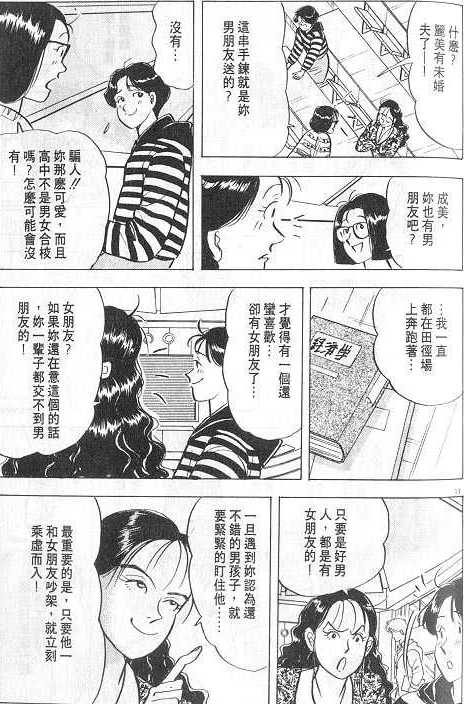 什麼?
麗美有未婚
夫了——!
這串手鍊就是妳
男朋友送的?
沒有…
成美,
妳也有男
朋友吧?
騙人!!
妳那麼可愛,而且
高中不是男女合校
嗎?怎麼可能會沒
有!
…我一直
都在田徑場
上奔跑著…
才覺得有一個還
蠻喜歡…
卻有女朋友了…
女朋友?
如果妳還在意這個的話
,妳一輩子都交不到男
朋友的!
只要是好男
人,都是有
女朋友的!
一旦遇到妳認為還
不錯的男孩子,就
要緊緊的盯住他……
最重要的是,只要他一
和女朋友吵架,就立刻
乘虛而入!